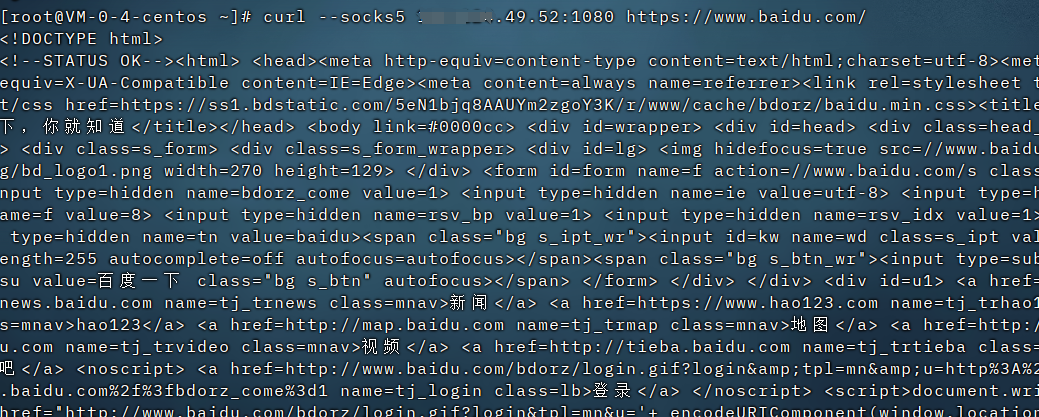 [root@VM-0-4-centos ~]# curl --socks5 .49.52:1080 https://www.baidu.com/
<!DOCTYPE html>
<!--STATUS OK--><html> <head><meta http-equiv=content-type content=text/html;charset=utf-8><met
equiv=X-UA-Compatible content=IE=Edge><meta content=always name=referrer><link rel=stylesheet t
t/css href=https://ss1.bdstatic.com/5eN1bjq8AAUYm2zgoY3K/r/www/cache/bdorz/baidu.min.css><title
下，你就知道</title></head> <body link=#0000cc> <div id=wrapper> <div id=head> <div class=head_
> <div class=s_form> <div class=s_form_wrapper> <div id=lg> <img hidefocus=true src=//www.baidu
g/bd_logo1.png width=270 height=129> </div> <form id=form name=f action=//www.baidu.com/s class
nput type=hidden name=bdorz_come value=1> <input type=hidden name=ie value=utf-8> <input type=h
ame=f value=8> <input type=hidden name=rsv_bp value=1> <input type=hidden name=rsv_idx value=1>
type=hidden name=tn value=baidu><span class="bg s_ipt_wr"><input id=kw name=wd class=s_ipt val
ength=255 autocomplete=off autofocus=autofocus></span><span class="bg s_btn_wr"><input type=sub
su value=百度一下 class="bg s_btn" autofocus></span> </form> </div> </div> <div id=u1> <a href=
news.baidu.com name=tj_trnews class=mnav>新闻</a> <a href=https://www.hao123.com name=tj_trhao1
s=mnav>hao123</a> <a href=http://map.baidu.com name=tj_trmap class=mnav>地图</a> <a href=http://
u.com name=tj_trvideo class=mnav>视频</a> <a href=http://tieba.baidu.com name=tj_trtieba class=
吧</a> <noscript> <a href=http://www.baidu.com/bdorz/login.gif?login&amp;tpl=mn&amp;u=http%3A%2
.baidu.com%2f%3fbdorz_come%3d1 name=tj_login class=lb>登录</a> </noscript> <script>document.wri
href="http://www.baidu.com/bdorz/login.gif?login&tpl=mn&u='+ encodeURIComponent(window.location